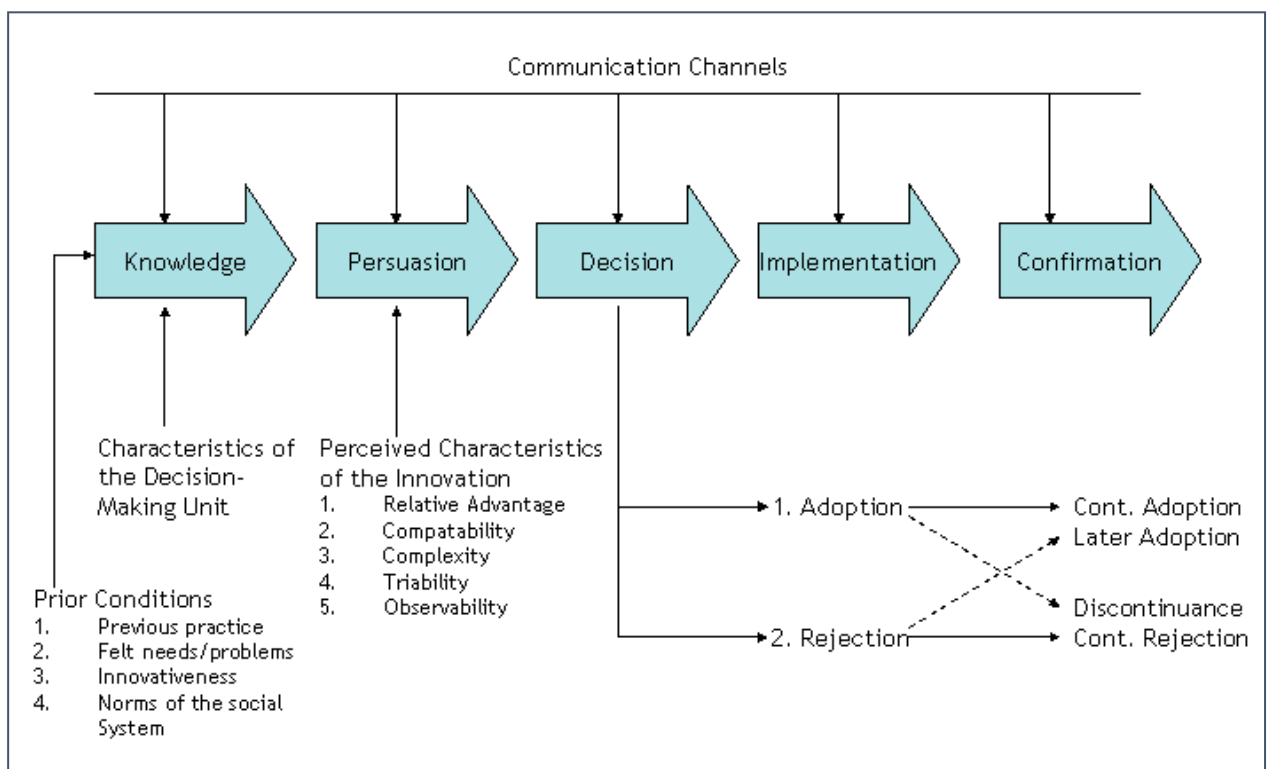 Communication Channels
Knowledge
Persuasion
Decision
Implementation
Confirmation
Characteristics of
the Decision-
Making Unit
Perceived Characteristics
of the Innovation
1. Relative Advantage
2. Compatability
3. Complexity
4. Triability
5. Observability
1. Adoption
Cont. Adoption
Later Adoption
Discontinuance
2. Rejection
Cont. Rejection
Prior Conditions
1. Previous practice
2. Felt needs/problems
3. Innovativeness
4. Norms of the social
System